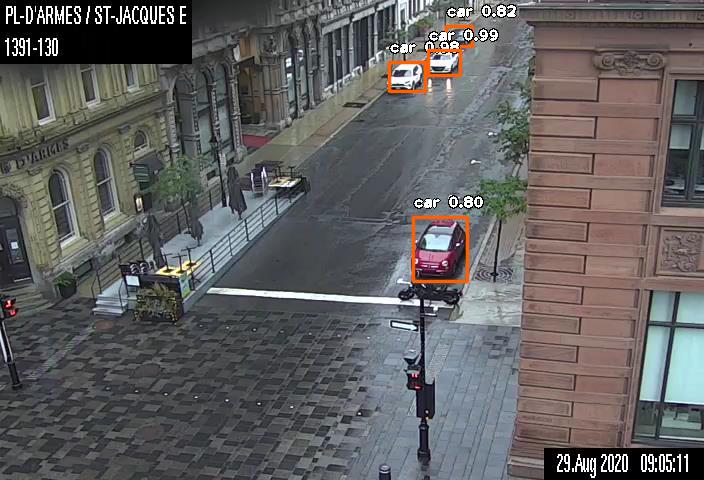 PL-D'ARMES / ST-JACQUES E
1391-130
car 0.82
car 0.99
car 0.98
car 0.80
D'ARMES
29.Aug 2020 09:05:11